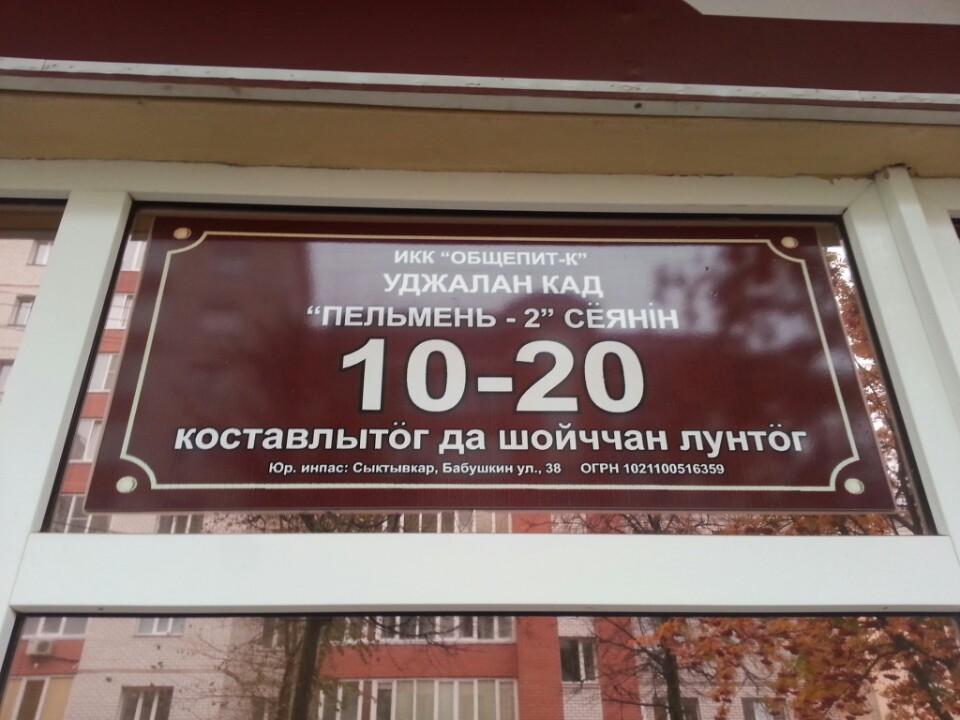 ИКК "ОБЩЕПИТ-К"
УДЖАЛАН КАД
"ПЕЛЬМЕНЬ - 2" СЁЯНІН
10-20
коставлытӧг да шойччан лунтӧг
Юр. инпас: Сыктывкар, Бабушкин ул., 38 ОГРН 1021100516359